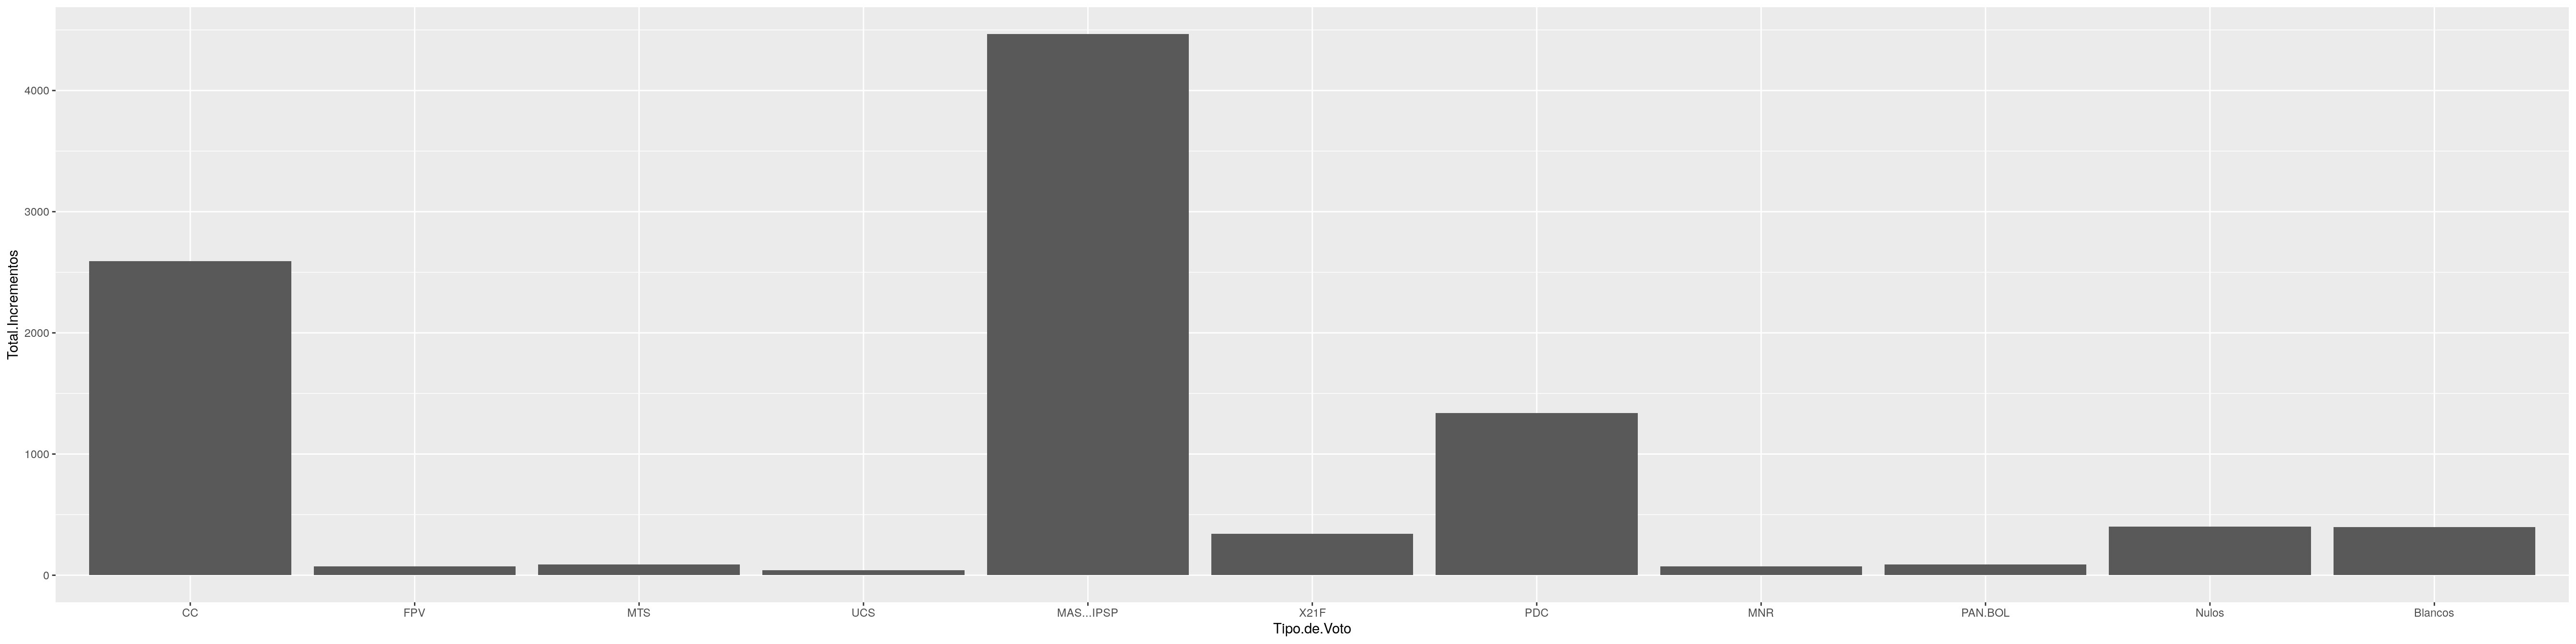 Total.Incrementos
4000
3000
2000
1000
0
CC FPV MTS UCS MAS...IPSP X21F PDC MNR PAN.BOL Nulos Blancos
Tipo.de.Voto